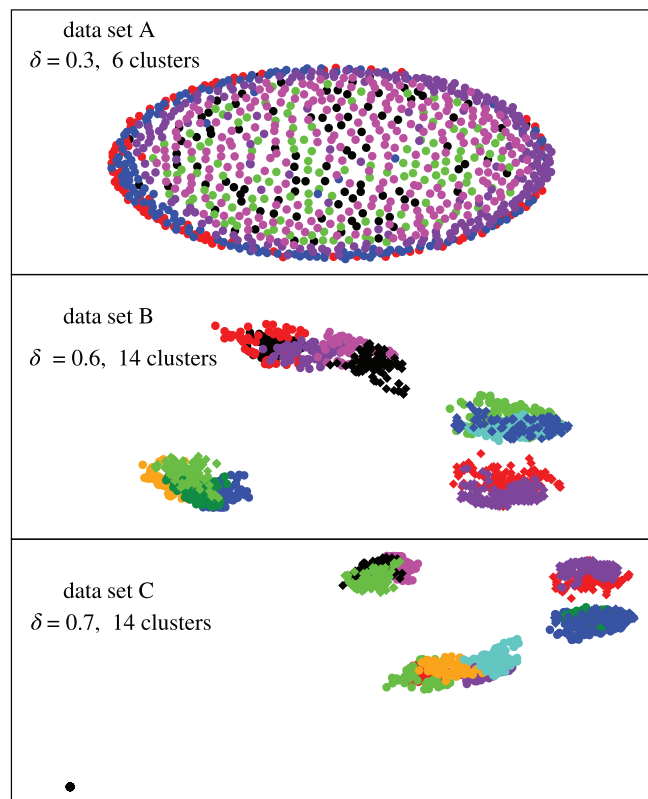 data set A
δ = 0.3, 6 clusters
data set B
δ = 0.6, 14 clusters
data set C
δ = 0.7, 14 clusters